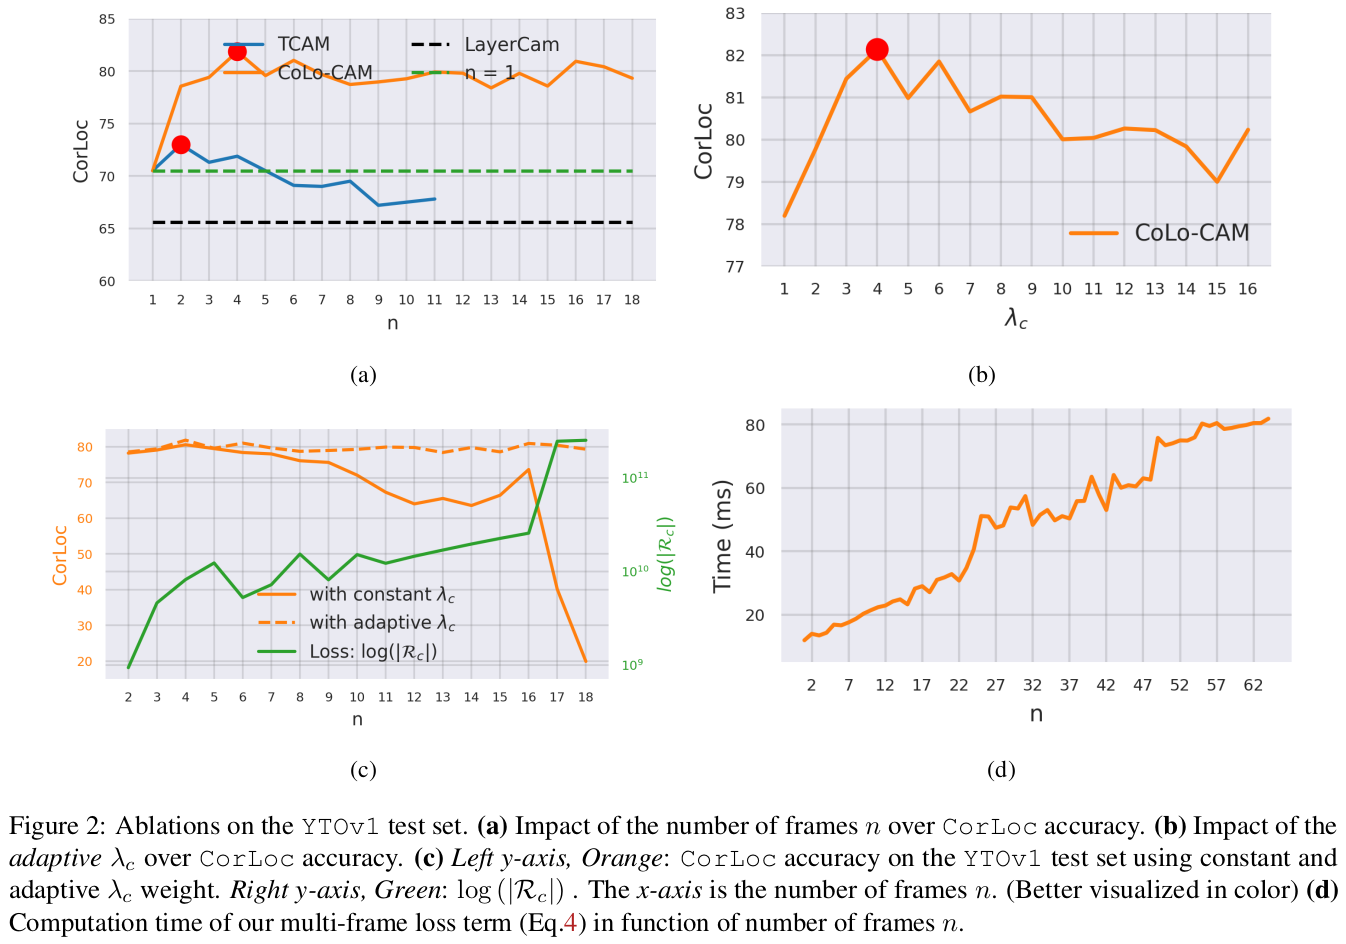 85
80
75
70
65
60
CorLoc
TCAM
CoLo-CAM
LayerCam
n = 1
1 2 3 4 5 6 7 8 9 10 11 12 13 14 15 16 17 18
n
(a)
83
82
81
80
79
78
77
CorLoc
CoLo-CAM
1 2 3 4 5 6 7 8 9 10 11 12 13 14 15 16
λc
(b)
80
70
60
50
40
30
20
CorLoc
10¹¹
10¹⁰
10⁹
log(|ℛc|)
with constant λc
with adaptive λc
Loss: log(|ℛc|)
2 3 4 5 6 7 8 9 10 11 12 13 14 15 16 17 18
n
(c)
80
60
40
20
Time (ms)
2 7 12 17 22 27 32 37 42 47 52 57 62
n
(d)
Figure 2: Ablations on the YTOv1 test set. (a) Impact of the number of frames n over CorLoc accuracy. (b) Impact of the
adaptive λc over CorLoc accuracy. (c) Left y-axis, Orange: CorLoc accuracy on the YTOv1 test set using constant and
adaptive λc weight. Right y-axis, Green: log (|ℛc|) . The x-axis is the number of frames n. (Better visualized in color) (d)
Computation time of our multi-frame loss term (Eq.4) in function of number of frames n.